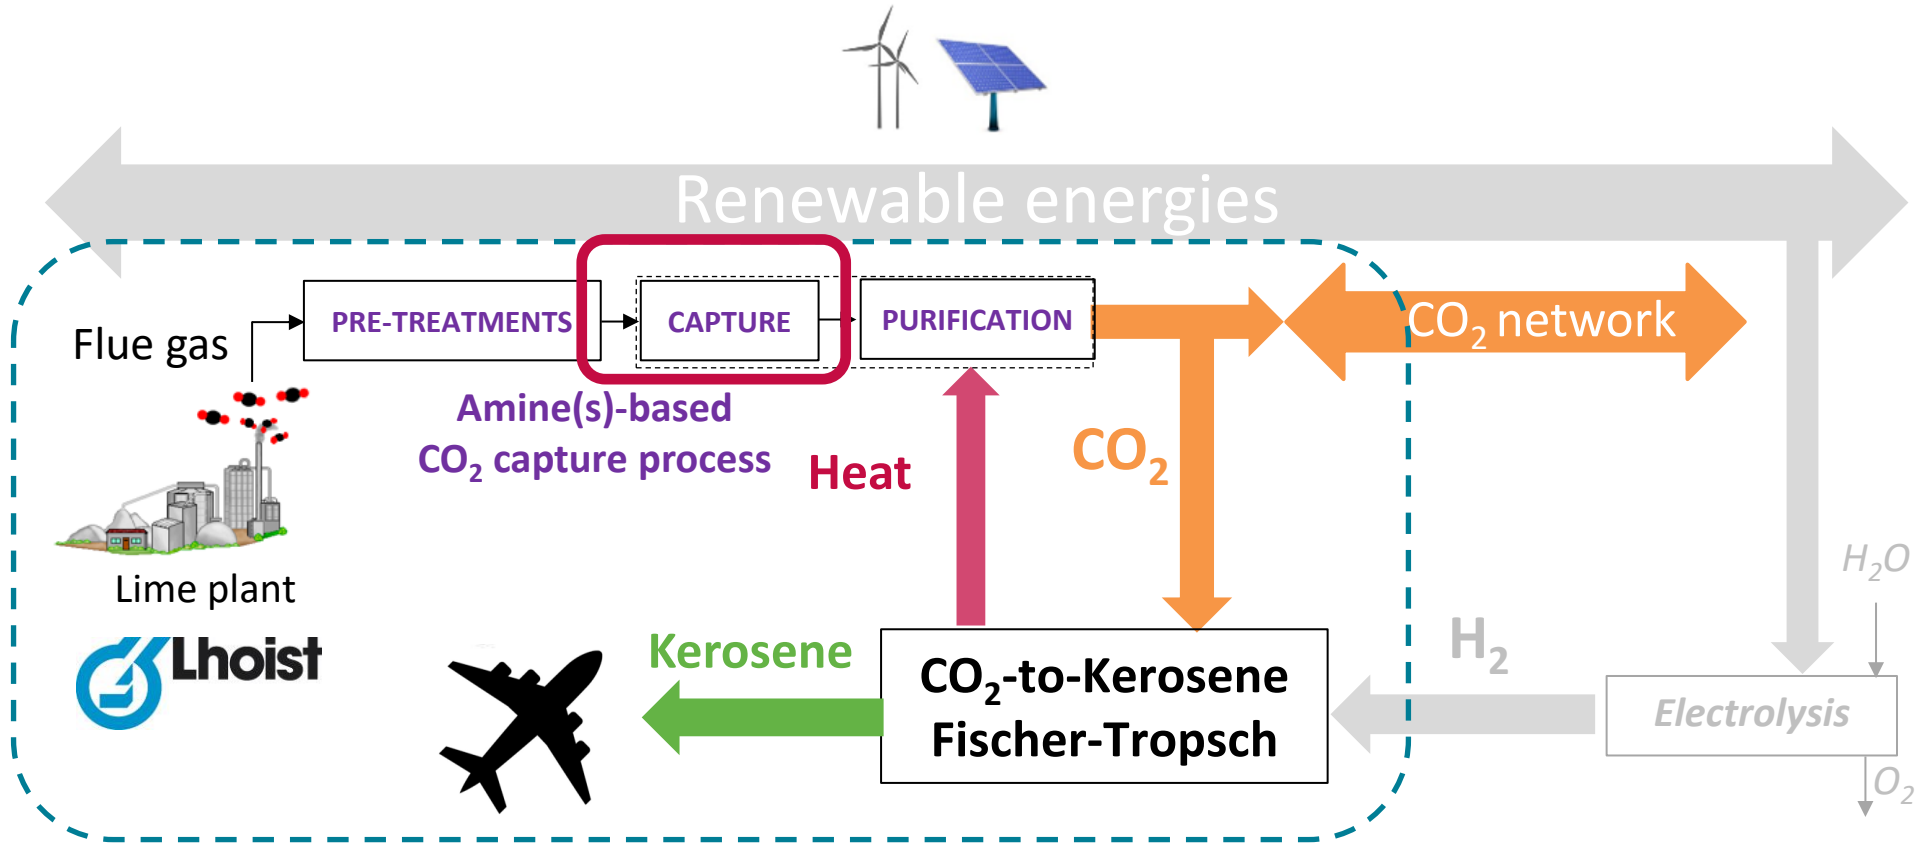 Renewable energies
PRE-TREATMENTS
CAPTURE
PURIFICATION
CO₂ network
Flue gas
Amine(s)-based
CO₂ capture process
Heat
CO₂
Lime plant
Lhoist
Kerosene
CO₂-to-Kerosene
Fischer-Tropsch
H₂
H₂O
Electrolysis
O₂